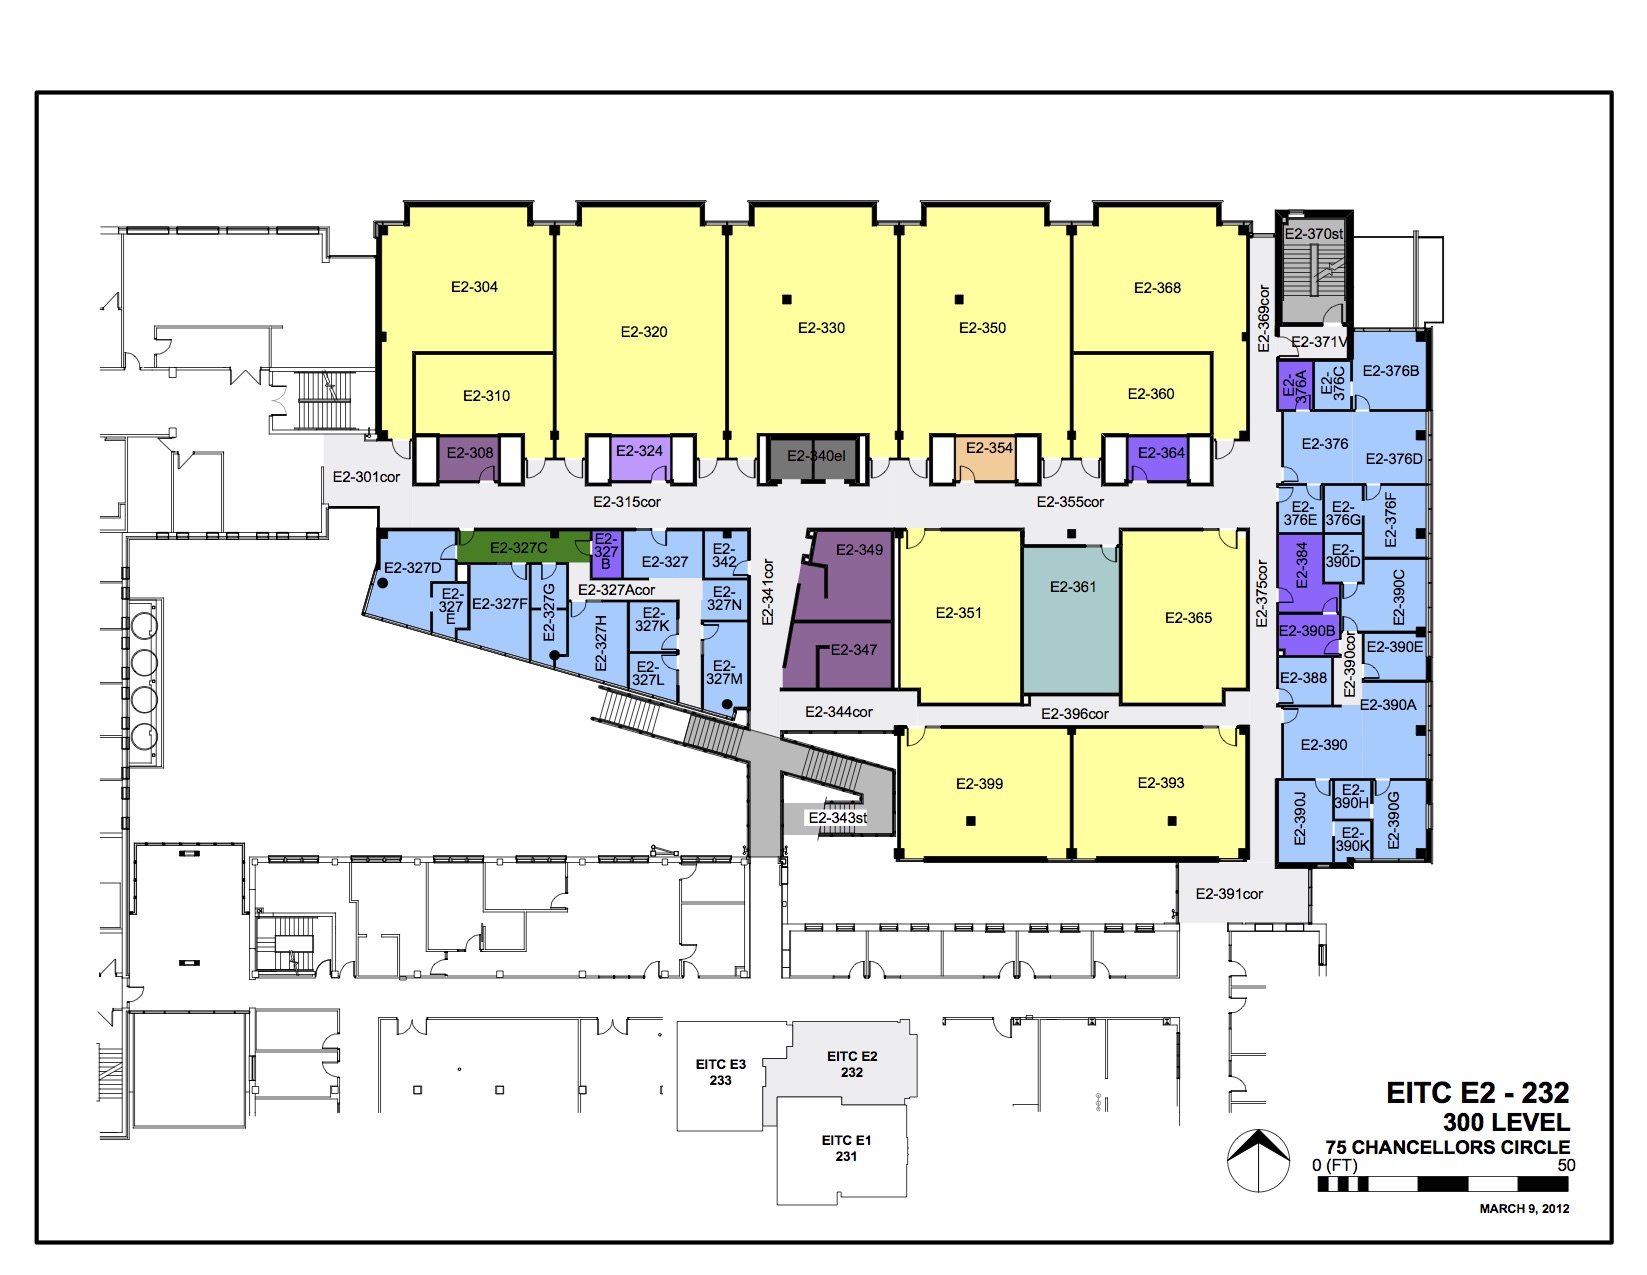 E2-370st
E2-304
E2-320
E2-330
E2-350
E2-368
E2-369cor
E2-371V
E2-310
E2-360
E2-
376A
E2-
376C
E2-376B
E2-376
E2-376D
E2-308
E2-324
E2-340el
E2-354
E2-364
E2-301cor
E2-315cor
E2-355cor
E2-
376E
E2-
376G
E2-376F
E2-327C
E2-
327
B
E2-327
E2-
342
E2-327D
E2-
327
E
E2-327F
E2-327G
E2-327Acor
E2-327H
E2-
327K
E2-
327L
E2-
327N
E2-
327M
E2-341cor
E2-349
E2-347
E2-351
E2-361
E2-365
E2-375cor
E2-384
E2-
390D
E2-390C
E2-390B
E2-390cor
E2-390E
E2-388
E2-390A
E2-390
E2-344cor
E2-396cor
E2-399
E2-393
E2-343st
E2-390J
E2-
390H
E2-
390K
E2-390G
E2-391cor
EITC E3
233
EITC E2
232
EITC E1
231
EITC E2 - 232
300 LEVEL
75 CHANCELLORS CIRCLE
0 (FT) 50
MARCH 9, 2012